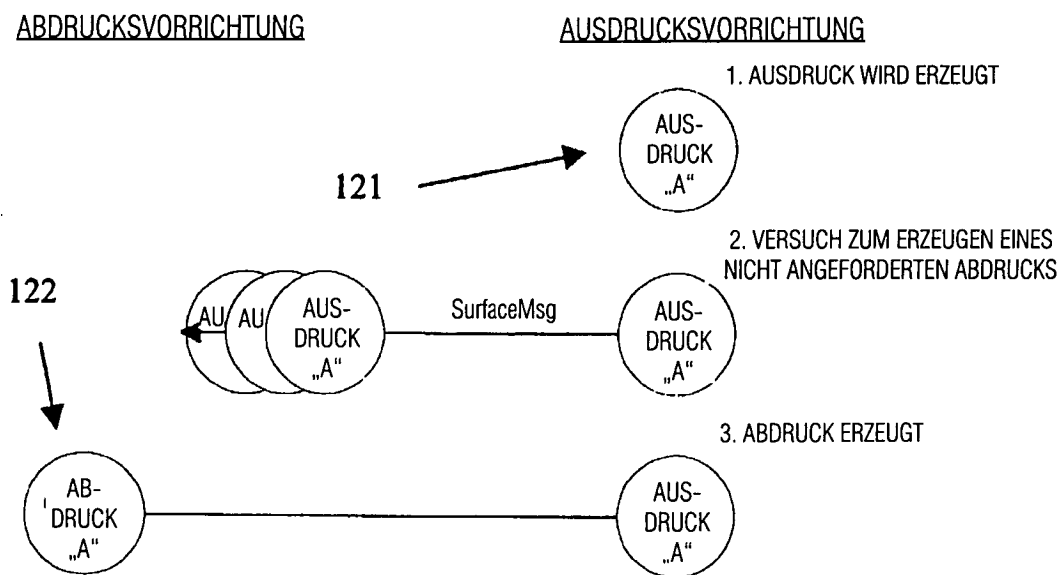 ABDRUCKSVORRICHTUNG
AUSDRUCKSVORRICHTUNG
1. AUSDRUCK WIRD ERZEUGT
AUS-
DRUCK
„A“
121
2. VERSUCH ZUM ERZEUGEN EINES
NICHT ANGEFORDERTEN ABDRUCKS
122
AU
AU
AUS-
DRUCK
„A“
SurfaceMsg
AUS-
DRUCK
„A“
3. ABDRUCK ERZEUGT
AB-
DRUCK
„A“
AUS-
DRUCK
„A“